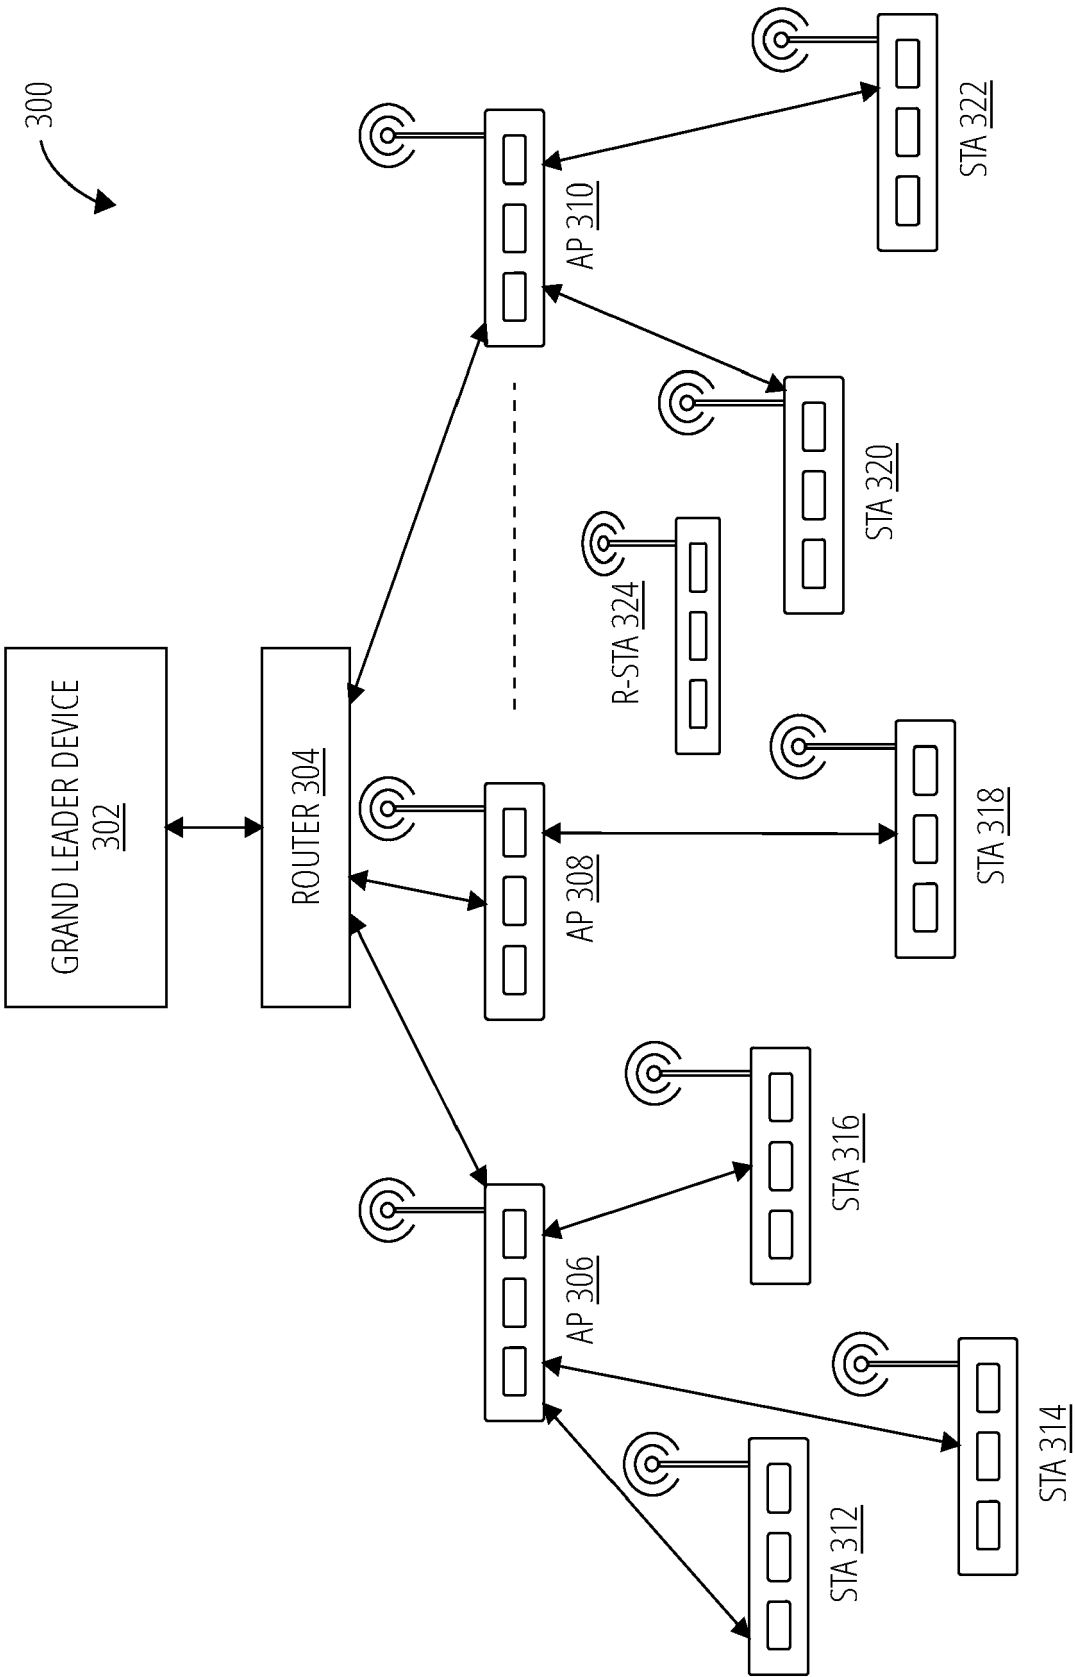 300
GRAND LEADER DEVICE
302
ROUTER 304
AP 306
AP 308
AP 310
R-STA 324
STA 312
STA 314
STA 316
STA 318
STA 320
STA 322